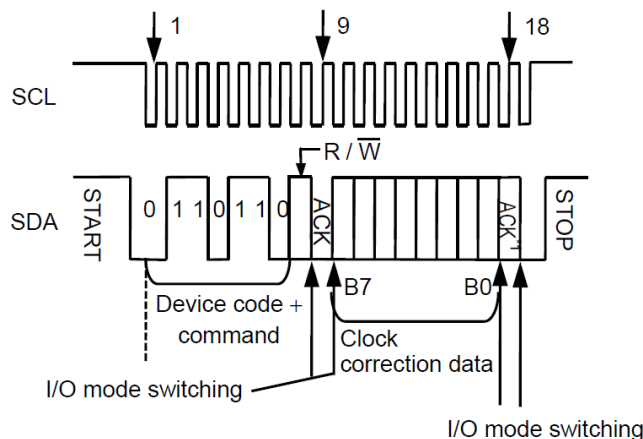 1 9 18
SCL
R / W̅
SDA START 0 1 1 0 1 1 0 ACK ACK*1 STOP
B7 B0
Device code +
command
Clock
correction data
I/O mode switching
I/O mode switching